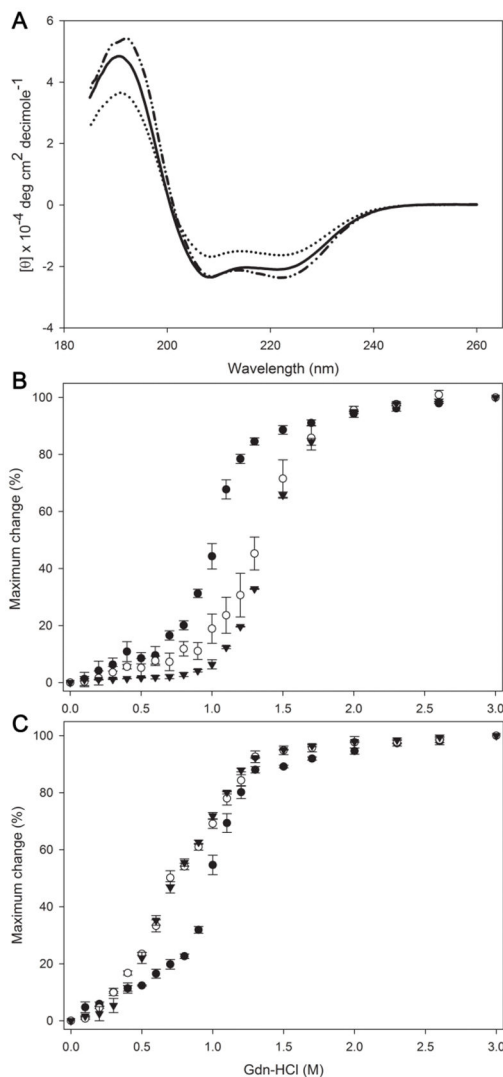 A
6
4
2
0
-2
-4
[θ] x 10⁻⁴ deg cm² decimole⁻¹
180 200 220 240 260
Wavelength (nm)
B
100
80
60
40
20
0
Maximum change (%)
0.0 0.5 1.0 1.5 2.0 2.5 3.0
C
100
80
60
40
20
0
Maximum change (%)
0.0 0.5 1.0 1.5 2.0 2.5 3.0
Gdn-HCl (M)